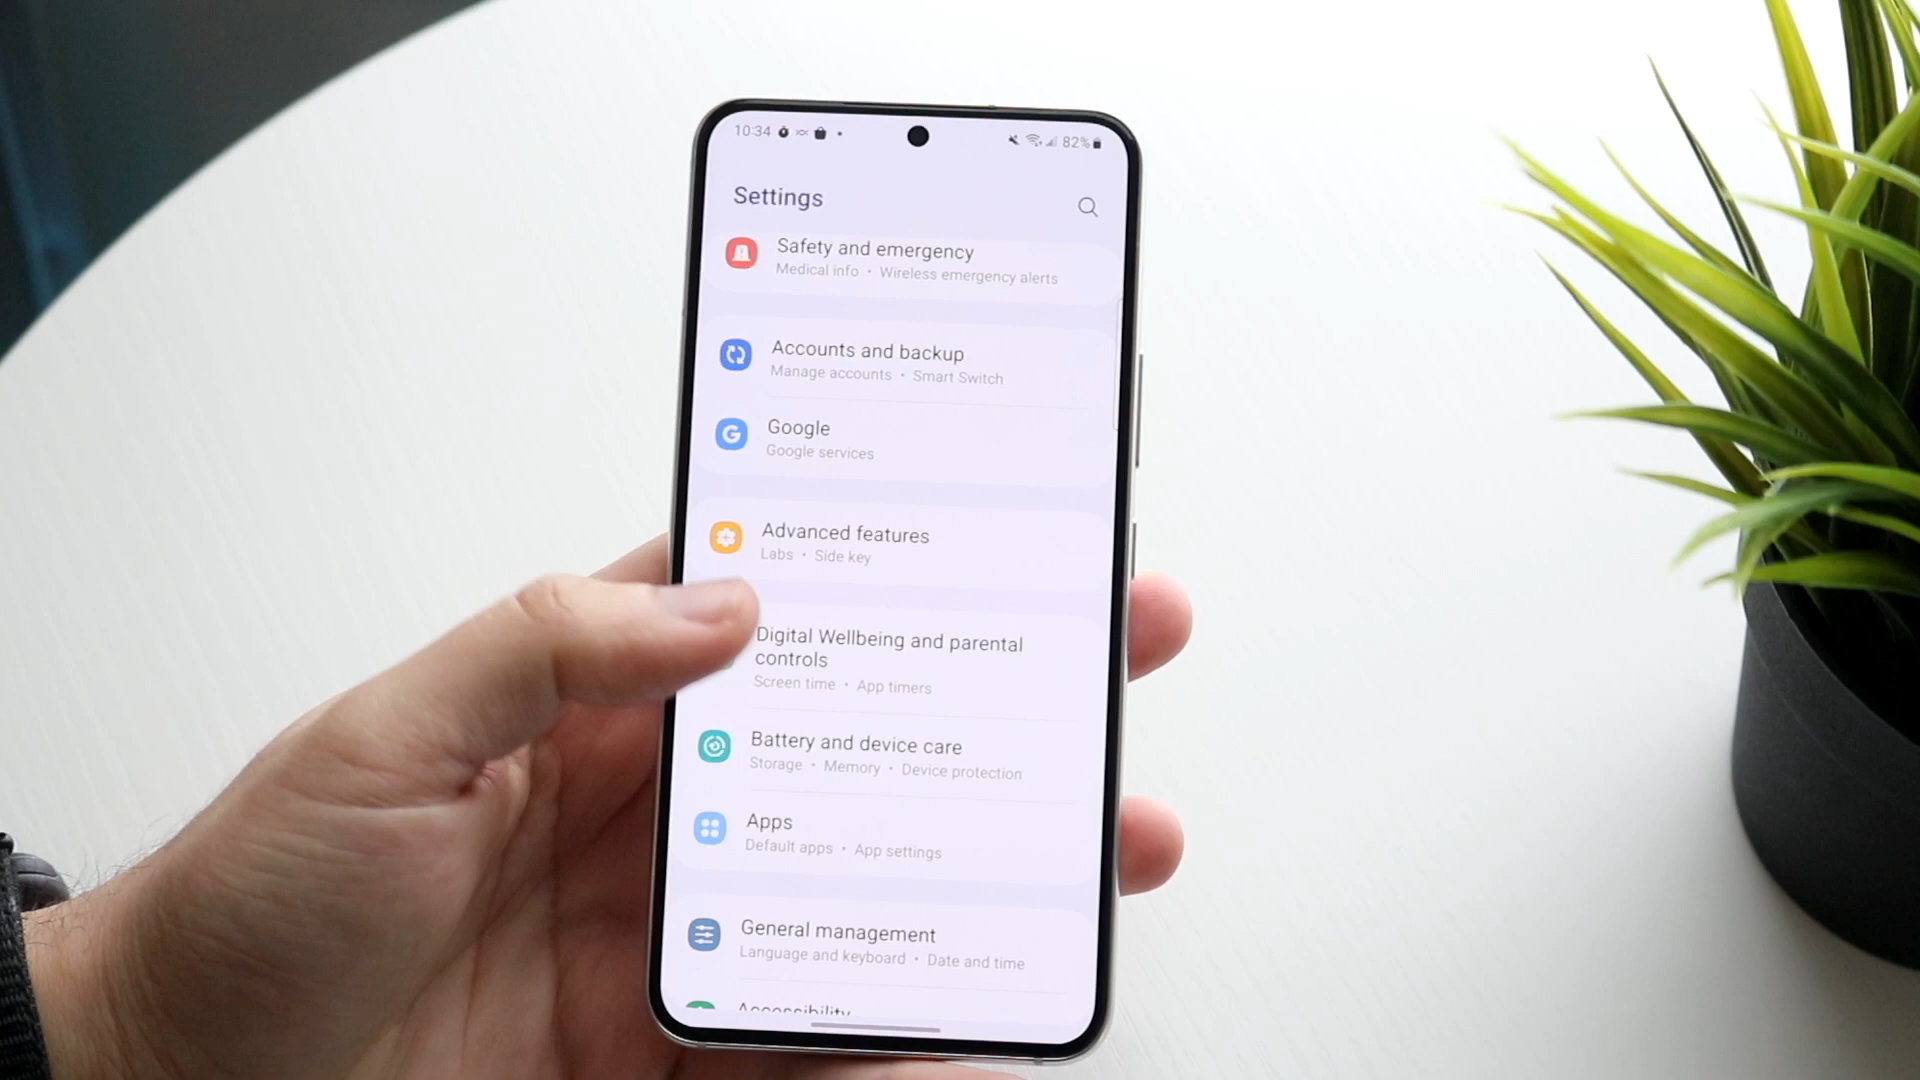 10:34 82%
Settings
Safety and emergency
Medical info • Wireless emergency alerts
Accounts and backup
Manage accounts • Smart Switch
Google
Google services
Advanced features
Labs • Side key
Digital Wellbeing and parental
controls
Screen time • App timers
Battery and device care
Storage • Memory • Device protection
Apps
Default apps • App settings
General management
Language and keyboard • Date and time
Accessibility